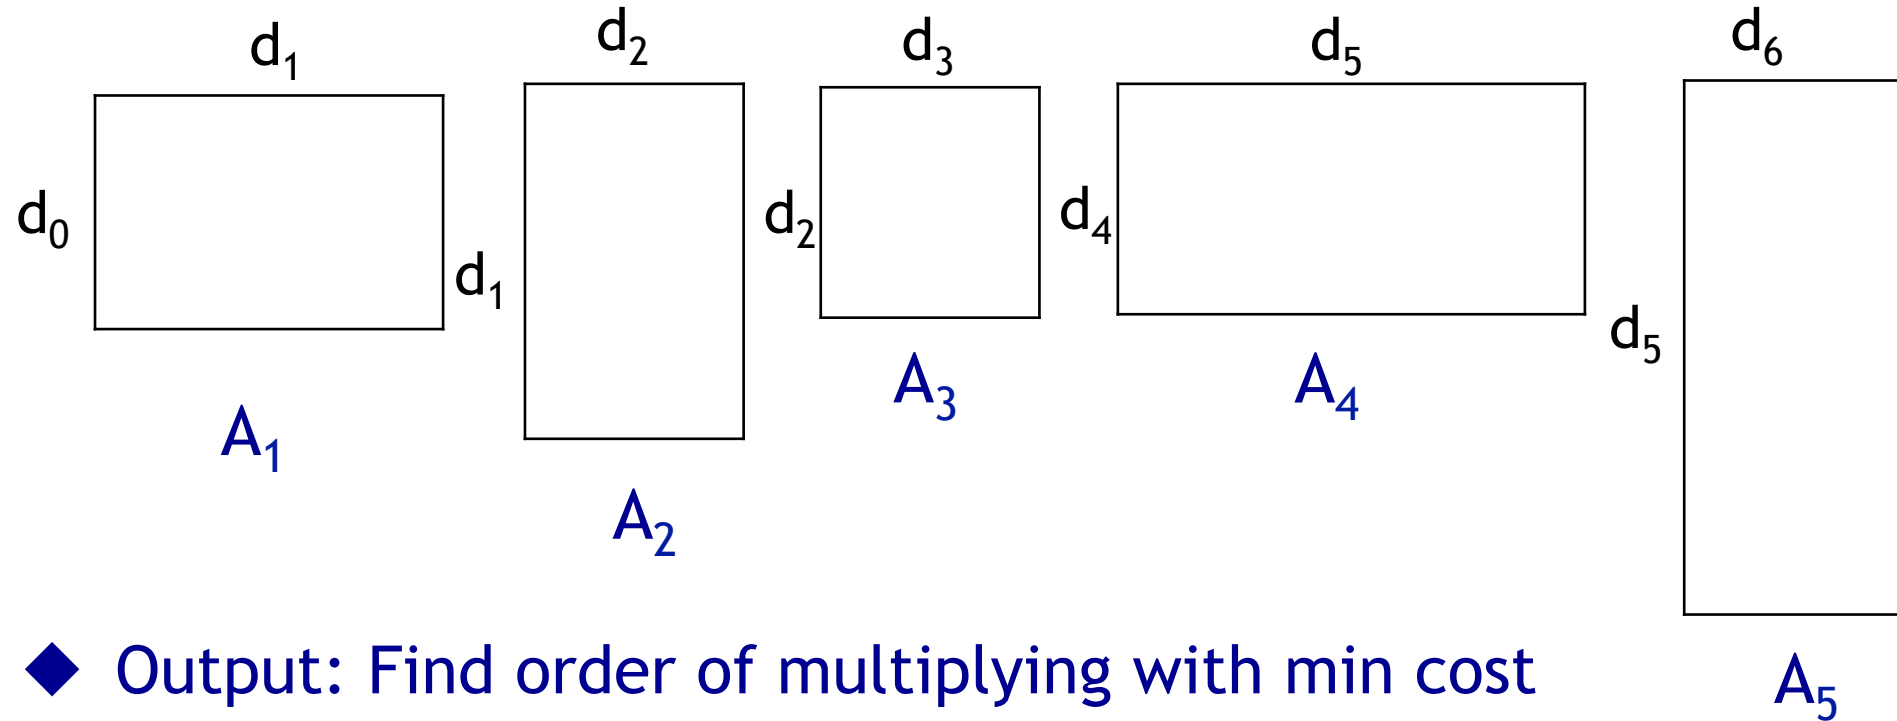 d₁ d₂ d₃ d₅ d₆
d₀ d₁ d₂ d₄ d₅
A₁ A₂ A₃ A₄ A₅
Output: Find order of multiplying with min cost